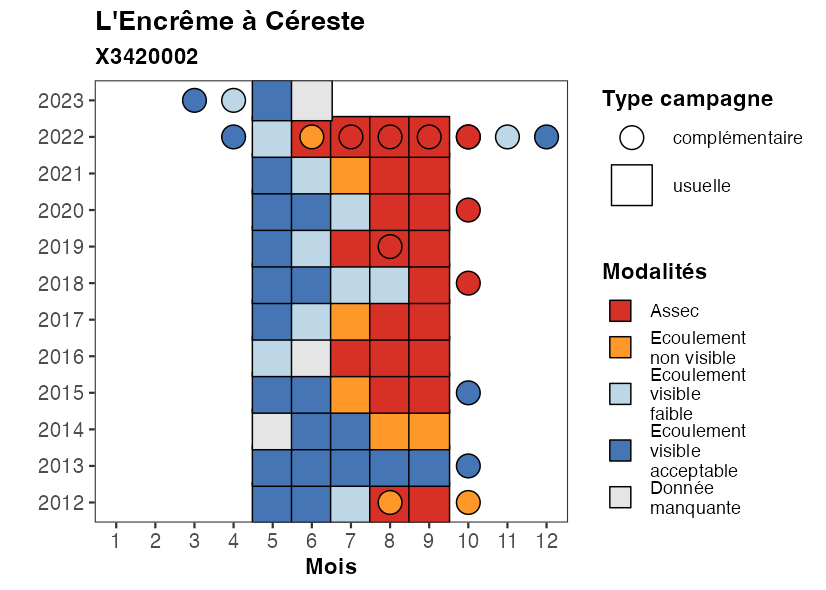 L'Encrême à Céreste
X3420002
2023
2022
2021
2020
2019
2018
2017
2016
2015
2014
2013
2012
1 2 3 4 5 6 7 8 9 10 11 12
Mois
Type campagne
complémentaire
usuelle
Modalités
Assec
Ecoulement
non visible
Ecoulement
visible
faible
Ecoulement
visible
acceptable
Donnée
manquante